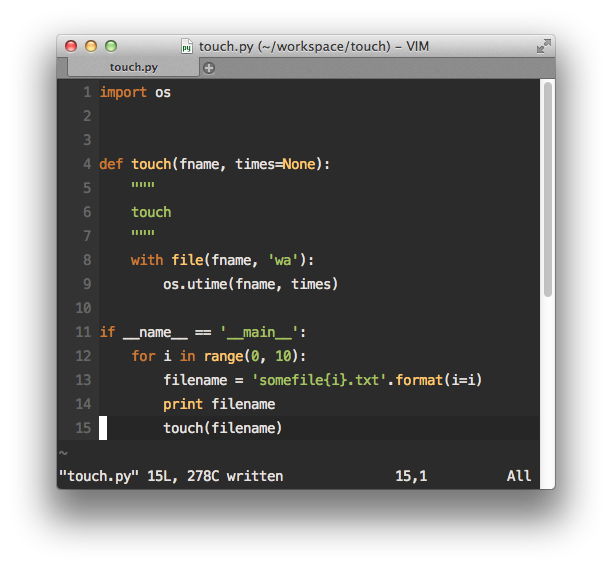 touch.py (~/workspace/touch) – VIM
touch.py
1 import os
2
3
4 def touch(fname, times=None):
5     """
6     touch
7     """
8     with file(fname, 'wa'):
9         os.utime(fname, times)
10
11 if __name__ == '__main__':
12     for i in range(0, 10):
13         filename = 'somefile{i}.txt'.format(i=i)
14         print filename
15         touch(filename)
~
"touch.py" 15L, 278C written 15,1 All